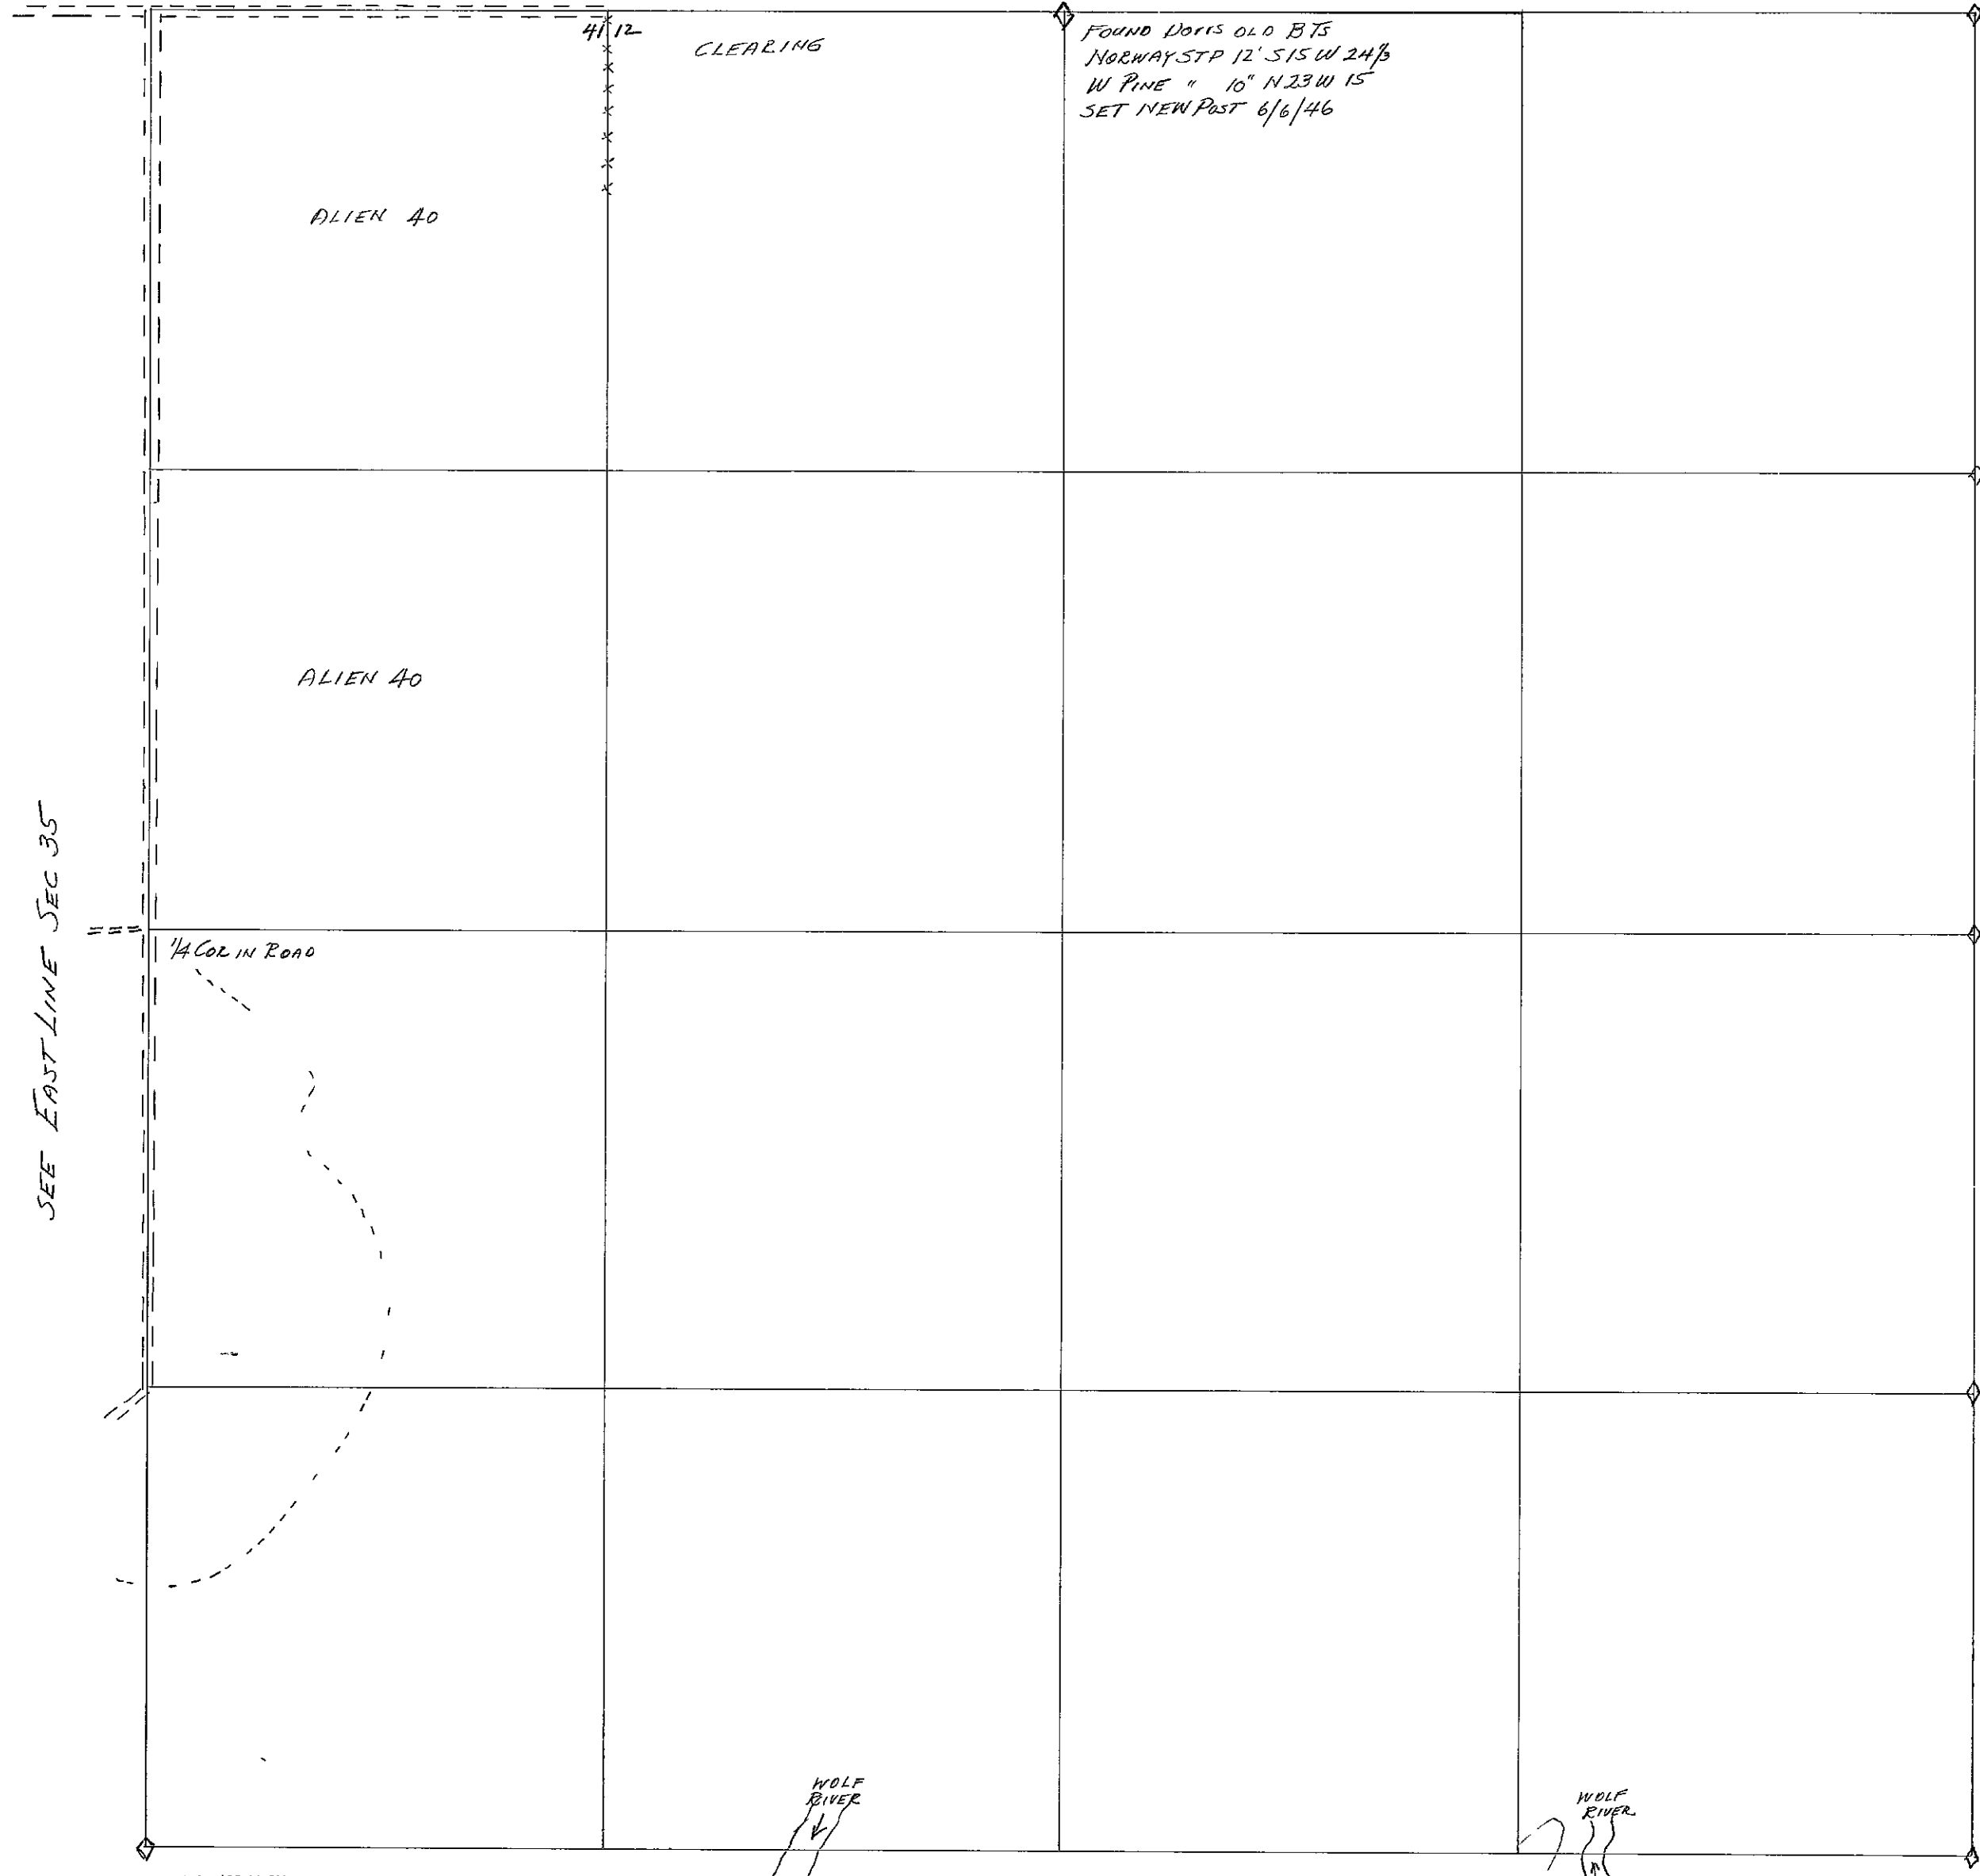 41 12
CLEARING
FOUND DORRS OLD BTS
NORWAY STP 12" S15W 24⅓
W PINE " 10" N23W 15
SET NEW POST 6/6/46
ALIEN 40
ALIEN 40
SEE EAST LINE SEC 35
1/4 COR IN ROAD
WOLF
RIVER
WOLF
RIVER